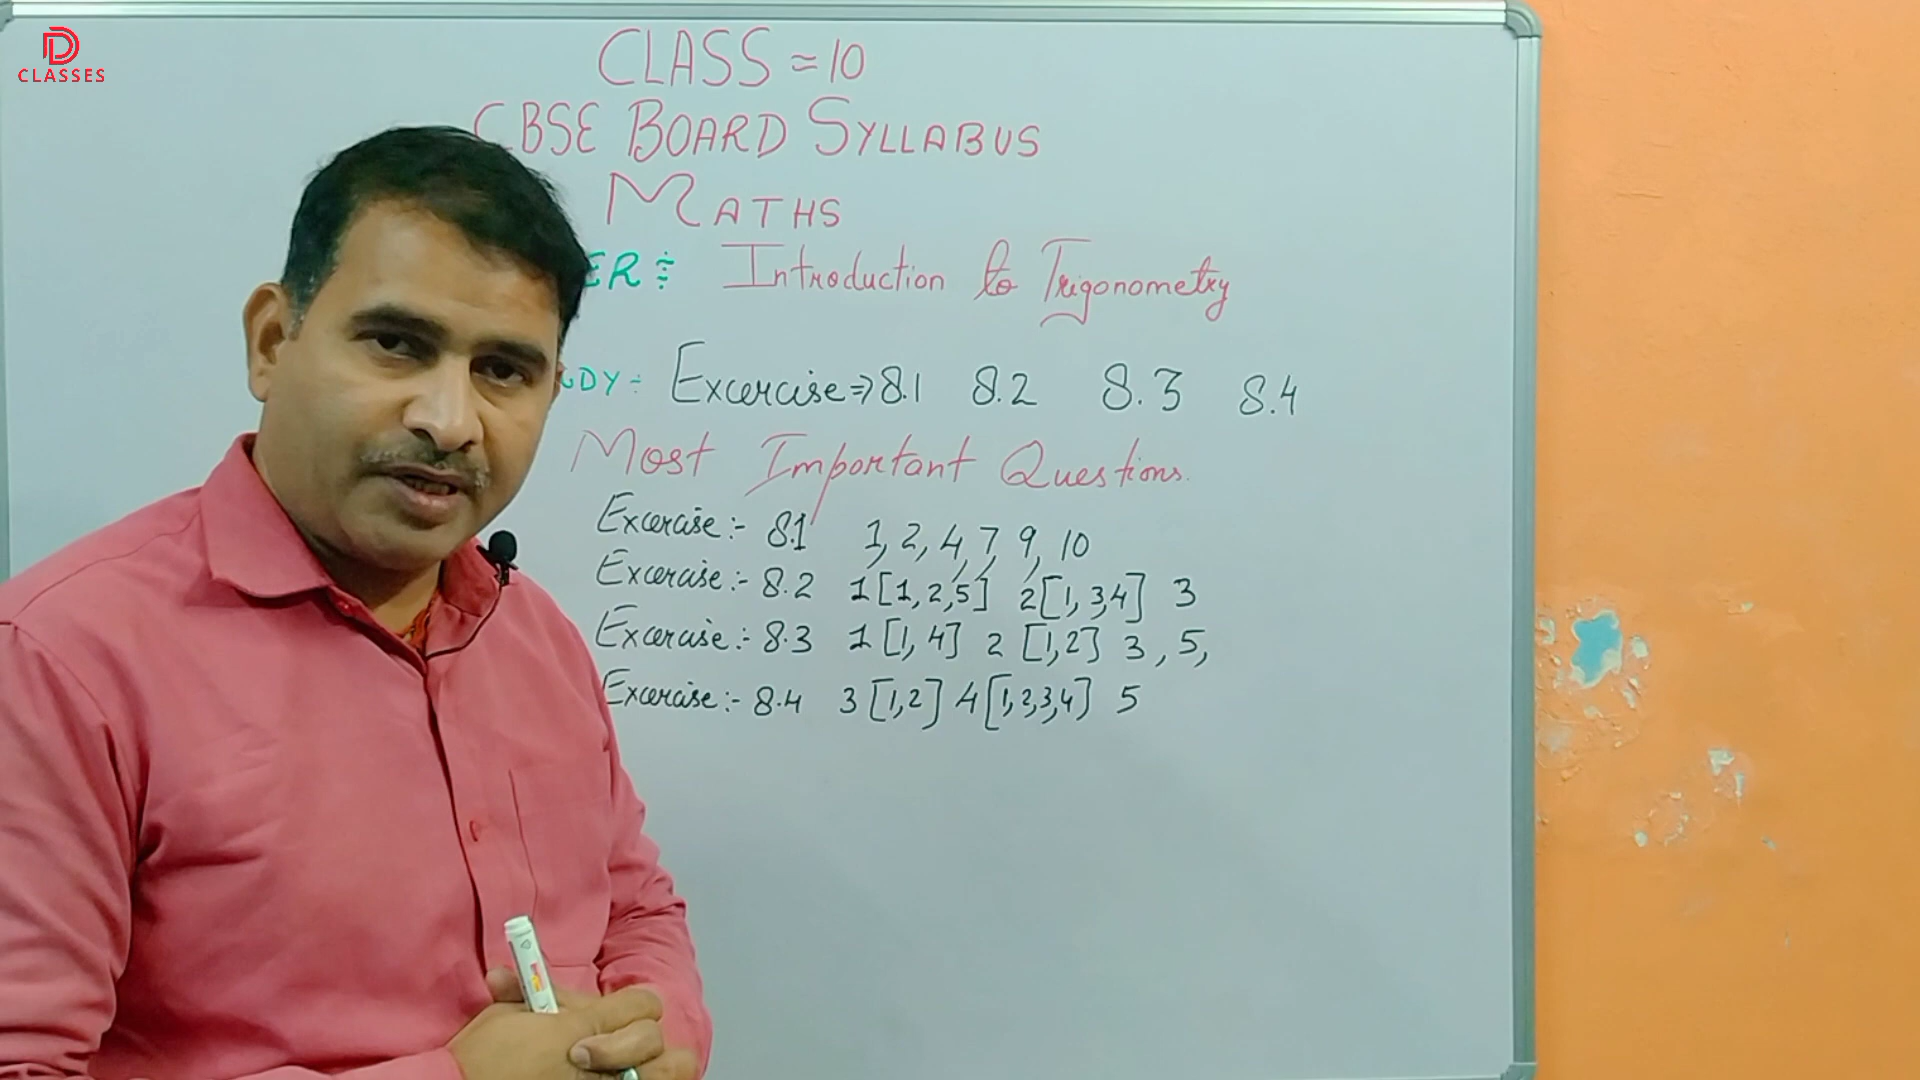 D CLASSES
CLASS = 10
CBSE BOARD SYLLABUS
MATHS
Introduction to Trigonometry
Excercise => 8.1 8.2 8.3 8.4
Most Important Questions.
Excercise :- 8.1 1, 2, 4, 7, 9, 10
Excercise :- 8.2 1 [1, 2, 5] 2 [1, 3, 4] 3
Excercise :- 8.3 1 [1, 4] 2 [1, 2] 3, 5,
Excercise :- 8.4 3 [1, 2] 4 [1, 2, 3, 4] 5